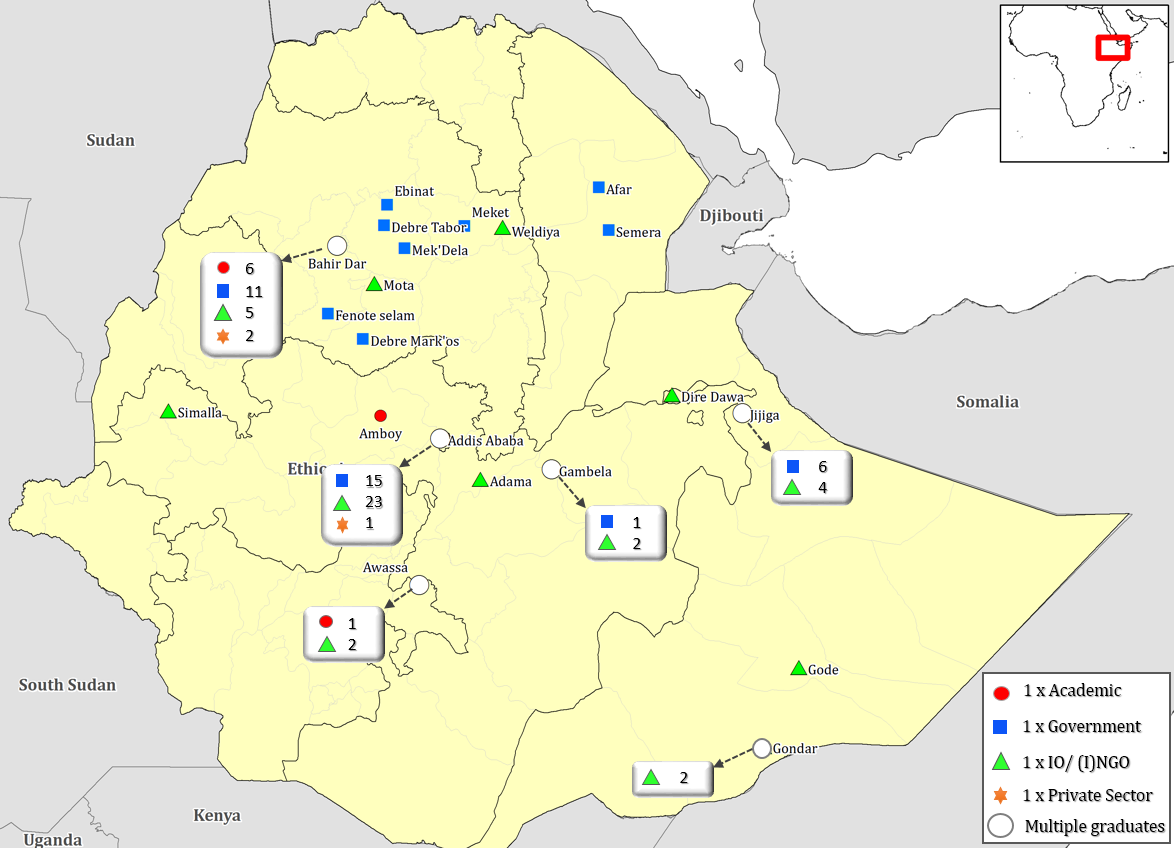 Sudan
Ebinat
Afar
Meket
Djibouti
Debre Tabor
Weldiya
Semera
Mek'Dela
Bahir Dar
6
11
5
2
Mota
Fenote selam
Debre Mark'os
Dire Dawa
Somalia
Simalla
Jijiga
Amboy
Addis Ababa
Ethio
Gambela
6
4
15
23
1
Adama
1
2
Awassa
1
2
South Sudan
Gode
Gondar
2
Kenya
Uganda
1 x Academic
1 x Government
1 x IO/ (I)NGO
1 x Private Sector
Multiple graduates